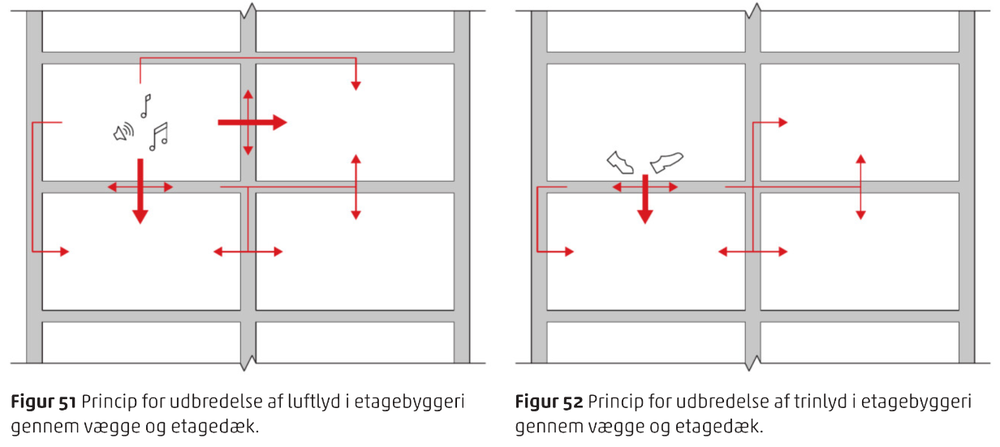 Figur 51 Princip for udbredelse af luftlyd i etagebyggeri
gennem vægge og etagedæk.
Figur 52 Princip for udbredelse af trinlyd i etagebyggeri
gennem vægge og etagedæk.